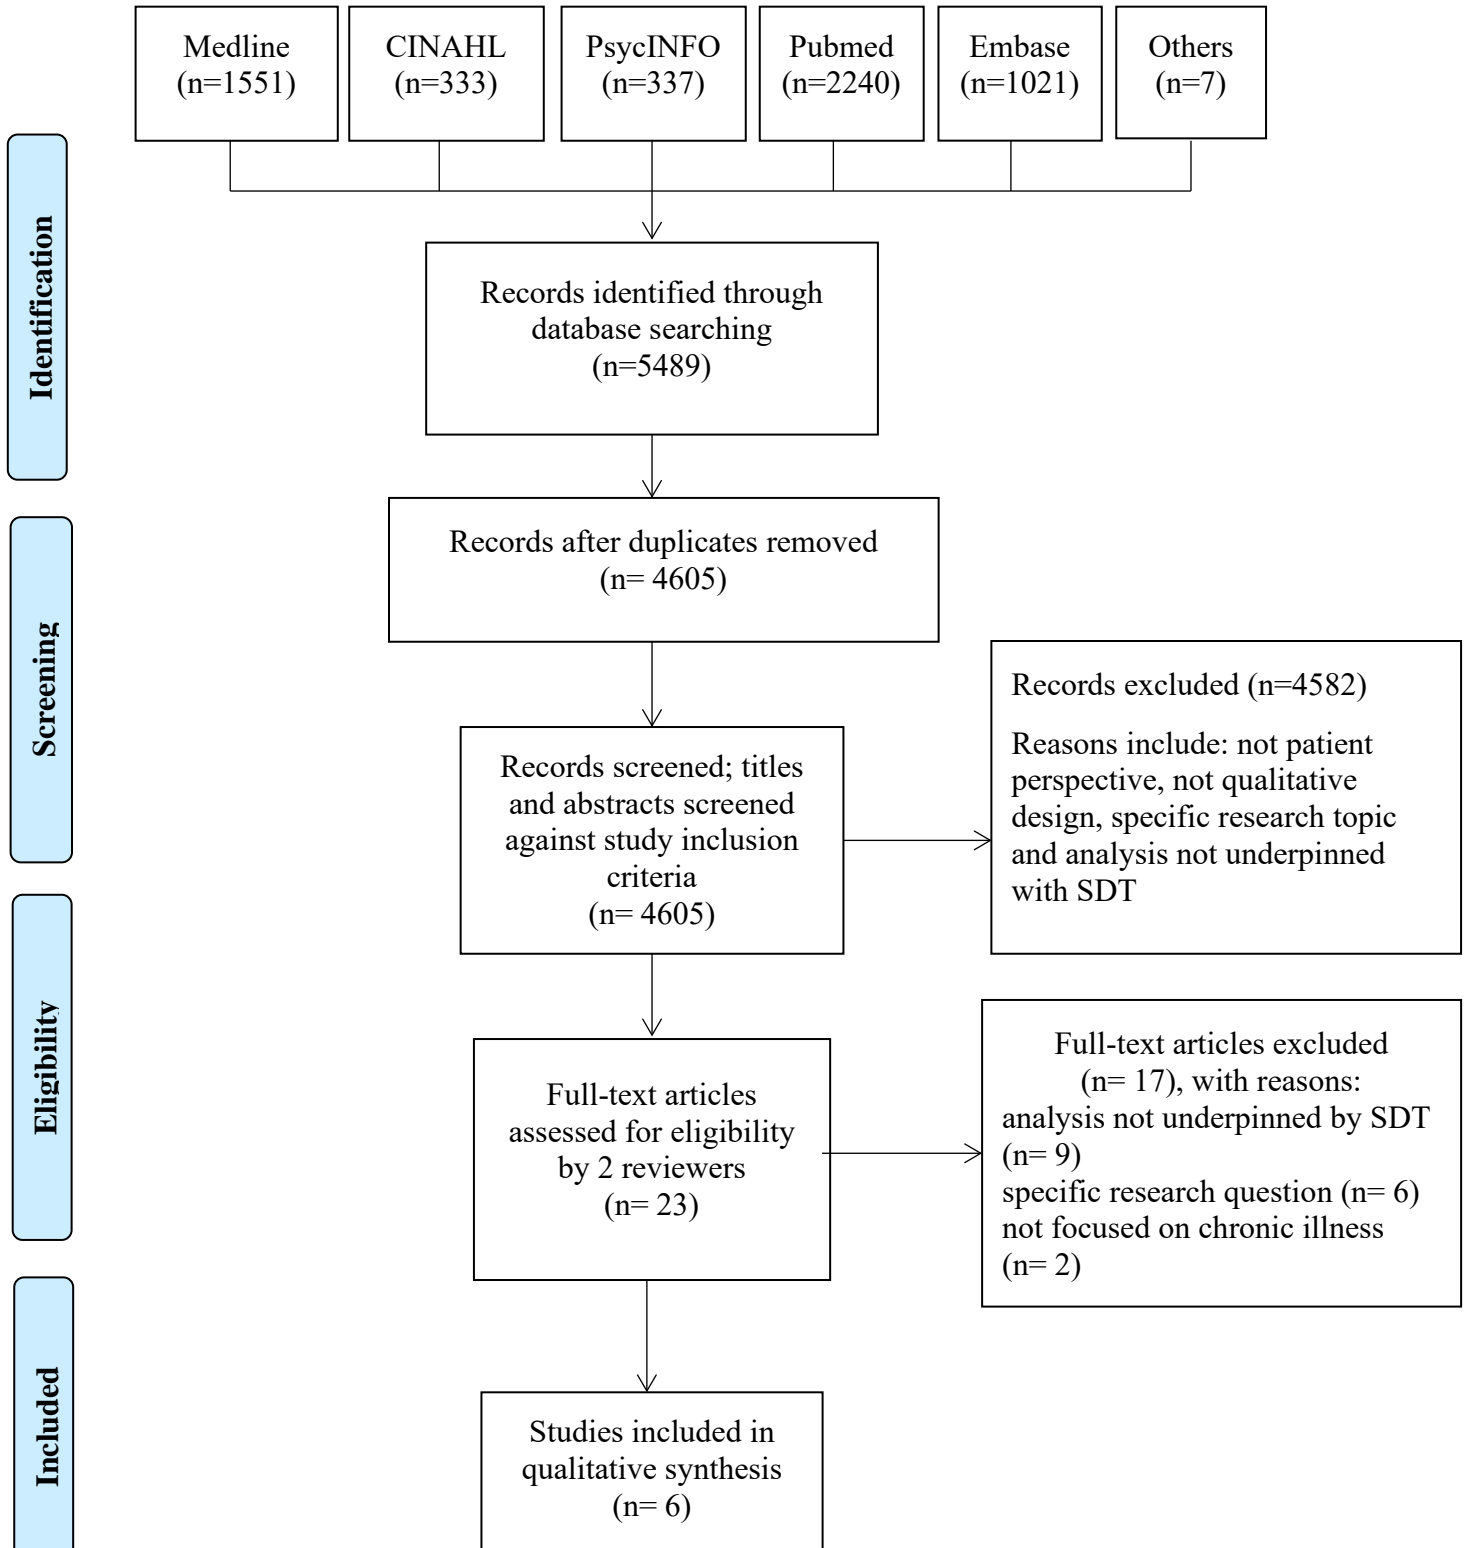 Medline
(n=1551)
CINAHL
(n=333)
PsycINFO
(n=337)
Pubmed
(n=2240)
Embase
(n=1021)
Others
(n=7)
Identification
Records identified through
database searching
(n=5489)
Screening
Records after duplicates removed
(n= 4605)
Records screened; titles
and abstracts screened
against study inclusion
criteria
(n= 4605)
Records excluded (n=4582)
Reasons include: not patient
perspective, not qualitative
design, specific research topic
and analysis not underpinned
with SDT
Eligibility
Full-text articles
assessed for eligibility
by 2 reviewers
(n= 23)
Full-text articles excluded
(n= 17), with reasons:
analysis not underpinned by SDT
(n= 9)
specific research question (n= 6)
not focused on chronic illness
(n= 2)
Included
Studies included in
qualitative synthesis
(n= 6)